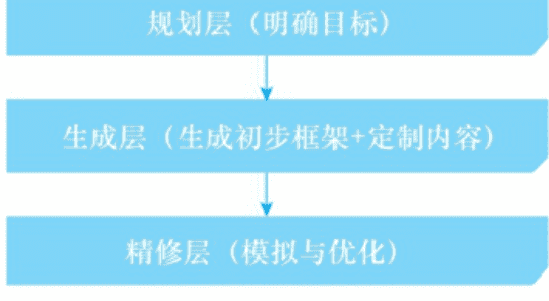 规划层（明确目标）
生成层（生成初步框架+定制内容）
精修层（模拟与优化）